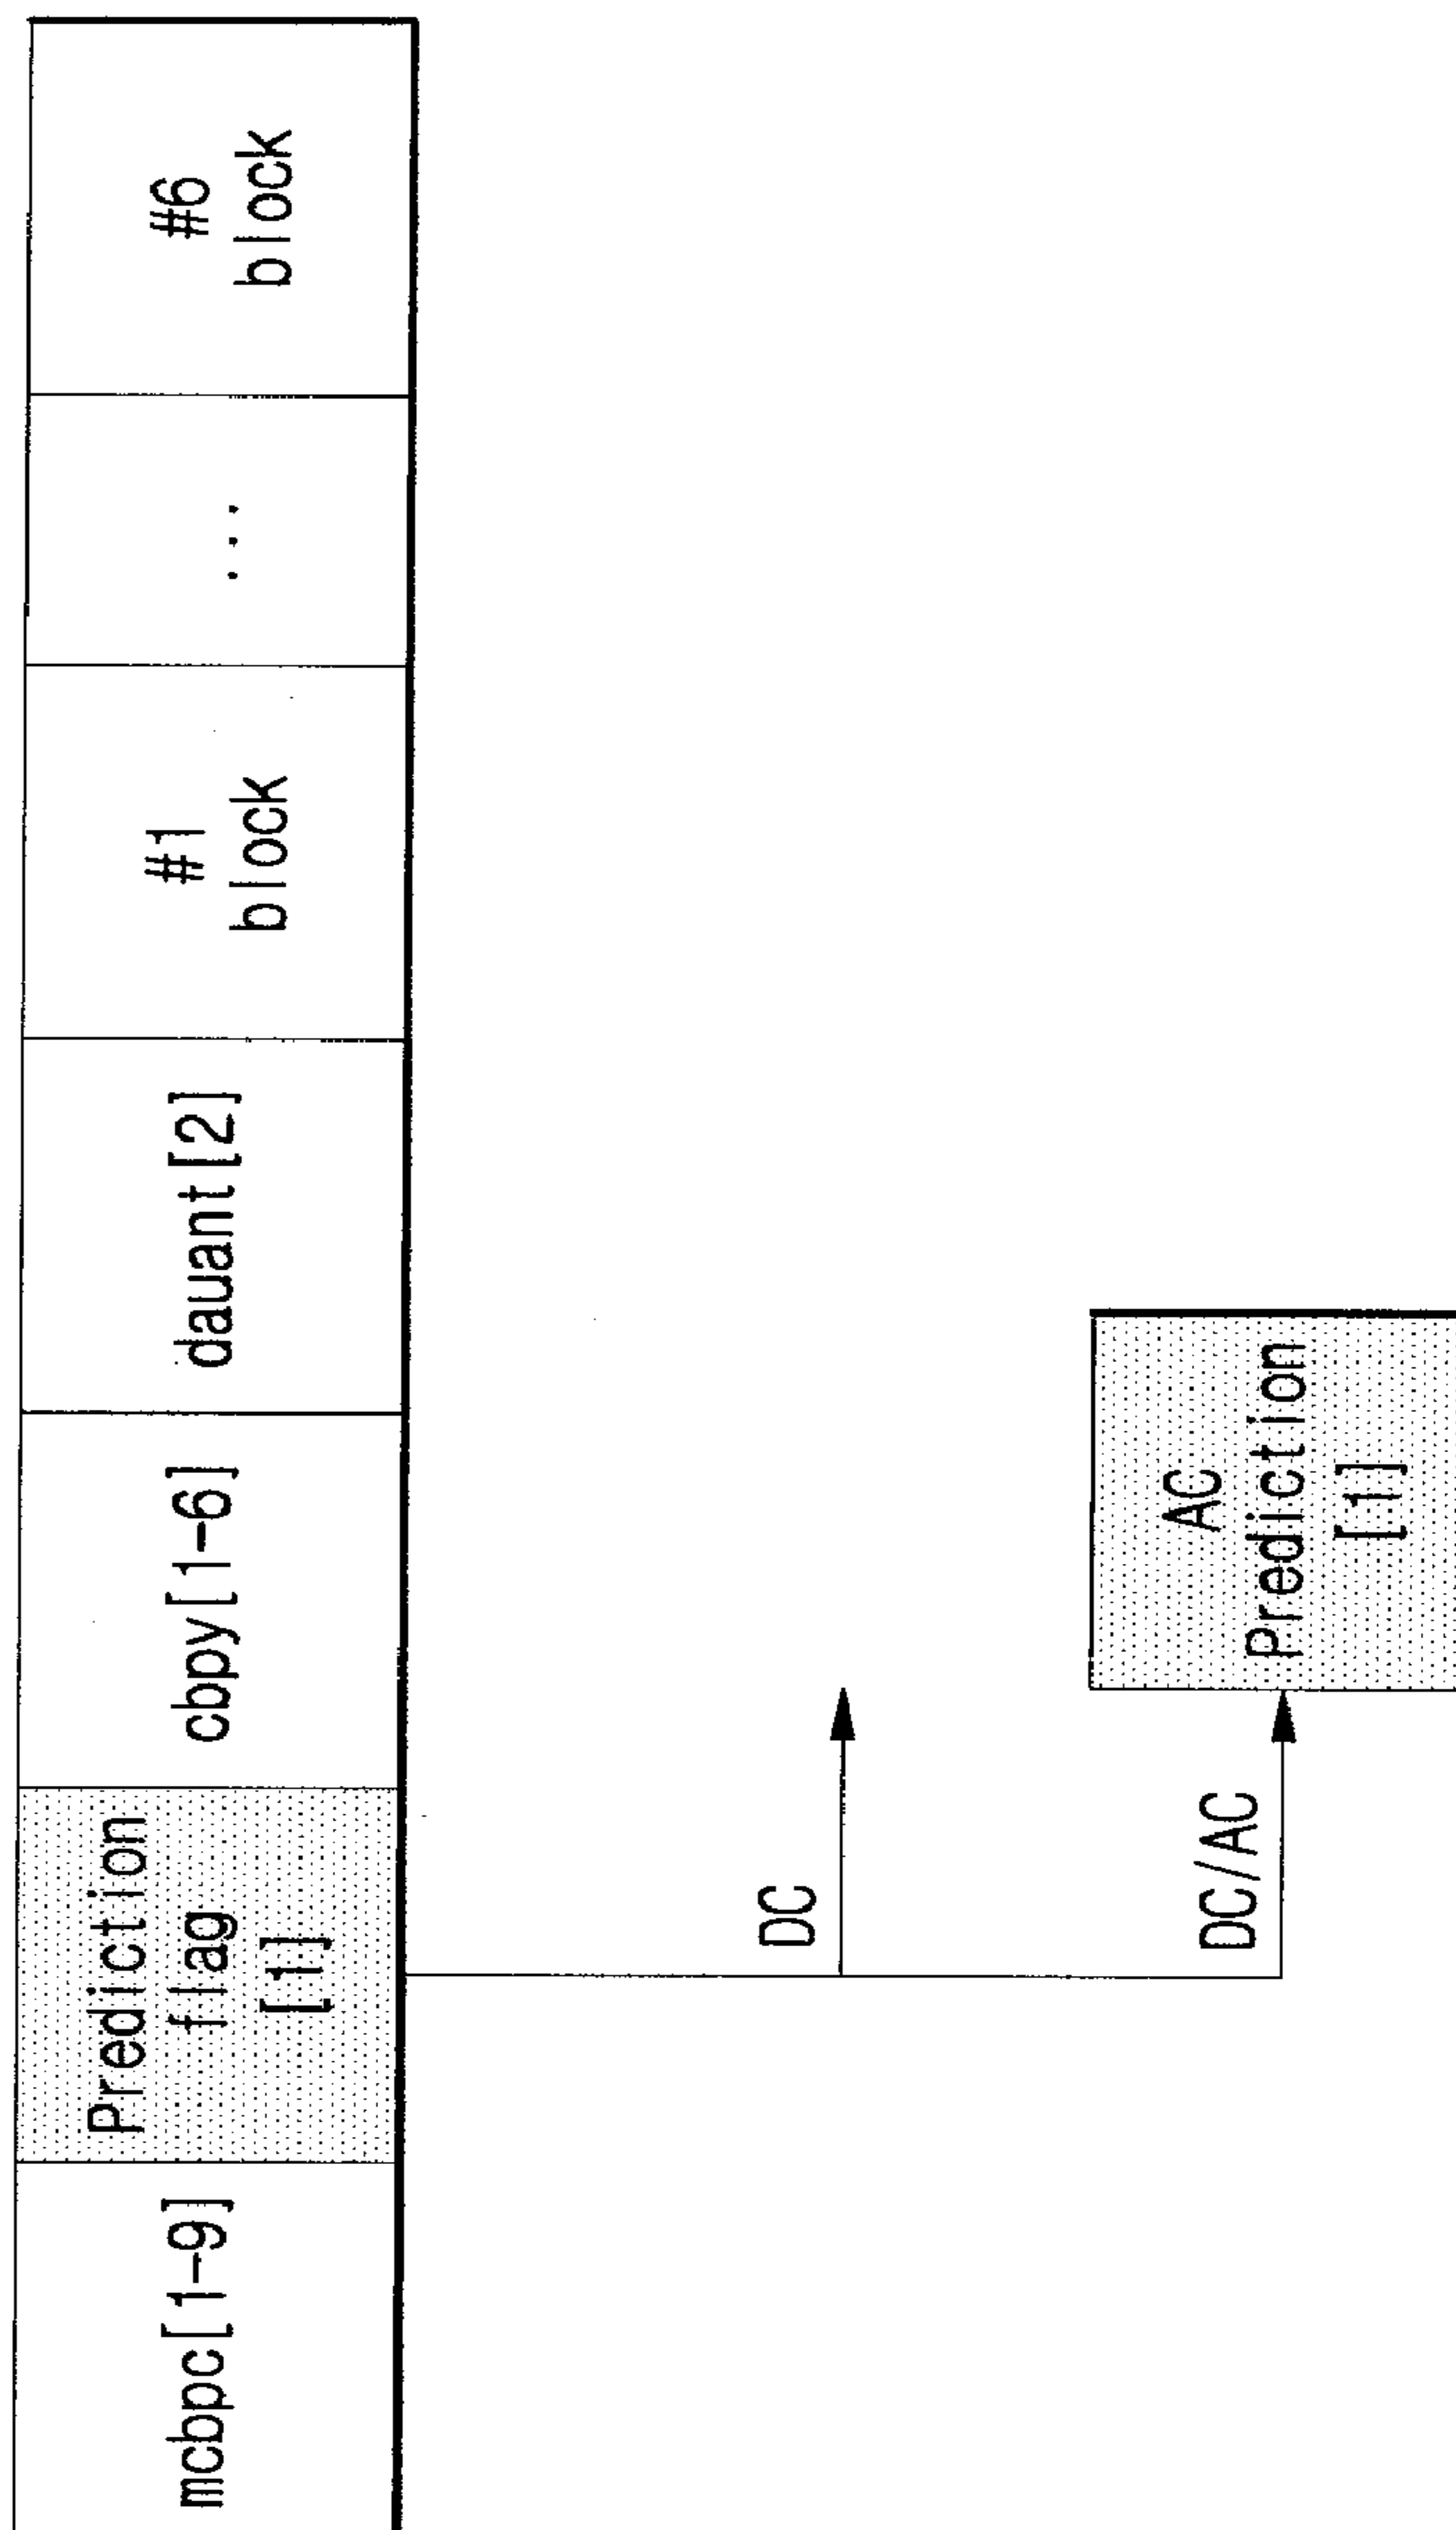 mcbpc[1-9]
Prediction
flag
[1]
cbpy[1-6]
dauant[2]
#1
block
...
#6
block
DC
DC/AC
AC
Prediction
[1]